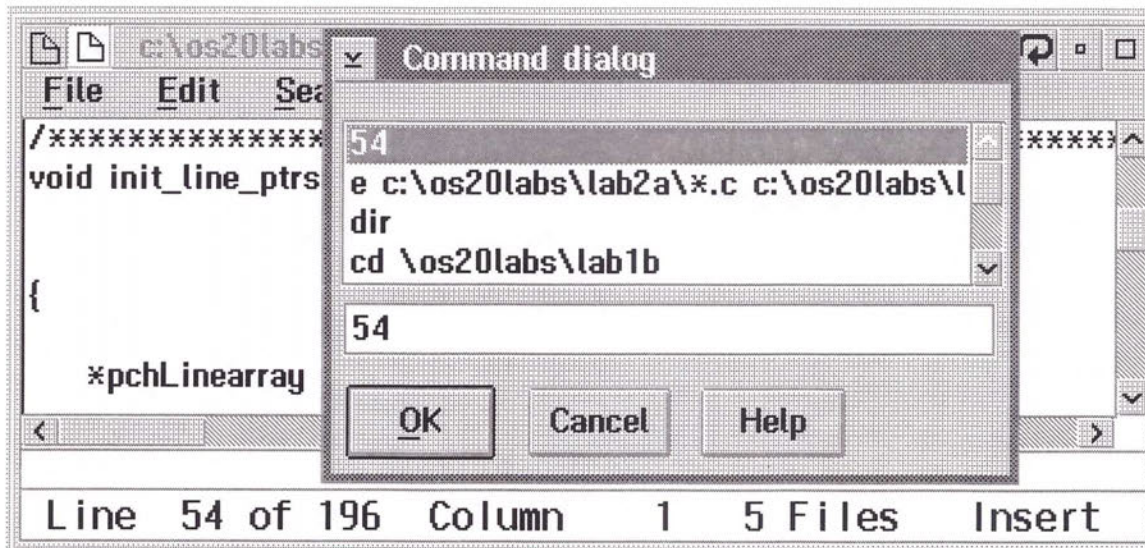 c:\os20labs
File Edit Sea
Command dialog
/**********************
void init_line_ptrs
{
*pchLinearray
54
e c:\os20labs\lab2a\*.c c:\os20labs\l
dir
cd \os20labs\lab1b
54
OK Cancel Help
Line 54 of 196 Column 1 5 Files Insert